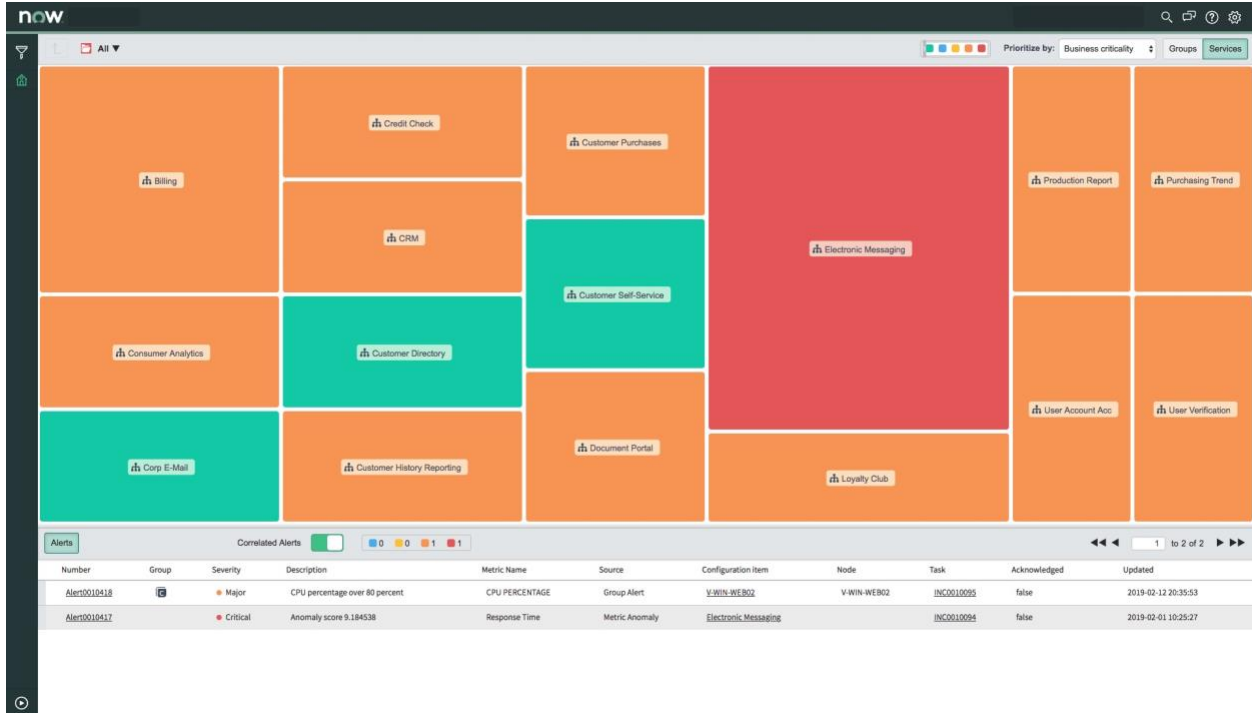 now
All ▼
Prioritize by: Business criticality Groups Services
Billing
Credit Check
CRM
Customer Purchases
Electronic Messaging
Production Report
Purchasing Trend
Customer Self-Service
Consumer Analytics
Customer Directory
User Account Acc
User Verification
Document Portal
Corp E-Mail
Customer History Reporting
Loyalty Club
Alerts Correlated Alerts 0 0 1 1 1 to 2 of 2
Number Group Severity Description Metric Name Source Configuration item Node Task Acknowledged Updated
Alert0010418 Major CPU percentage over 80 percent CPU PERCENTAGE Group Alert V-WIN-WEB02 V-WIN-WEB02 INC0010095 false 2019-02-12 20:35:53
Alert0010417 Critical Anomaly score 9.184538 Response Time Metric Anomaly Electronic Messaging INC0010094 false 2019-02-01 10:25:27